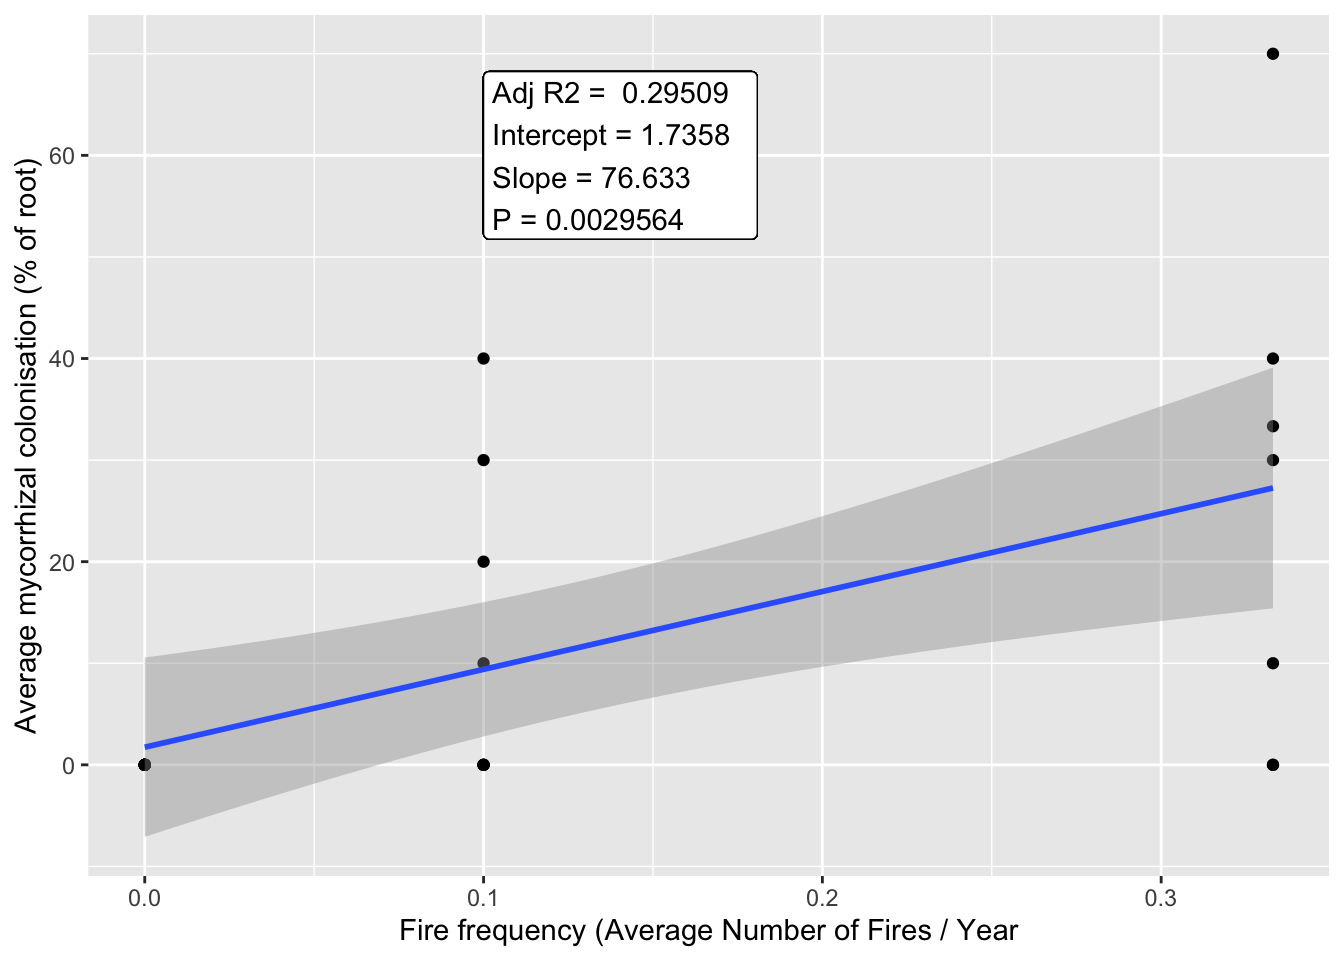 Adj R2 =  0.29509
Intercept = 1.7358
Slope = 76.633
P = 0.0029564
Average mycorrhizal colonisation (% of root)
60
40
20
0
0.0
0.1
0.2
0.3
Fire frequency (Average Number of Fires / Year